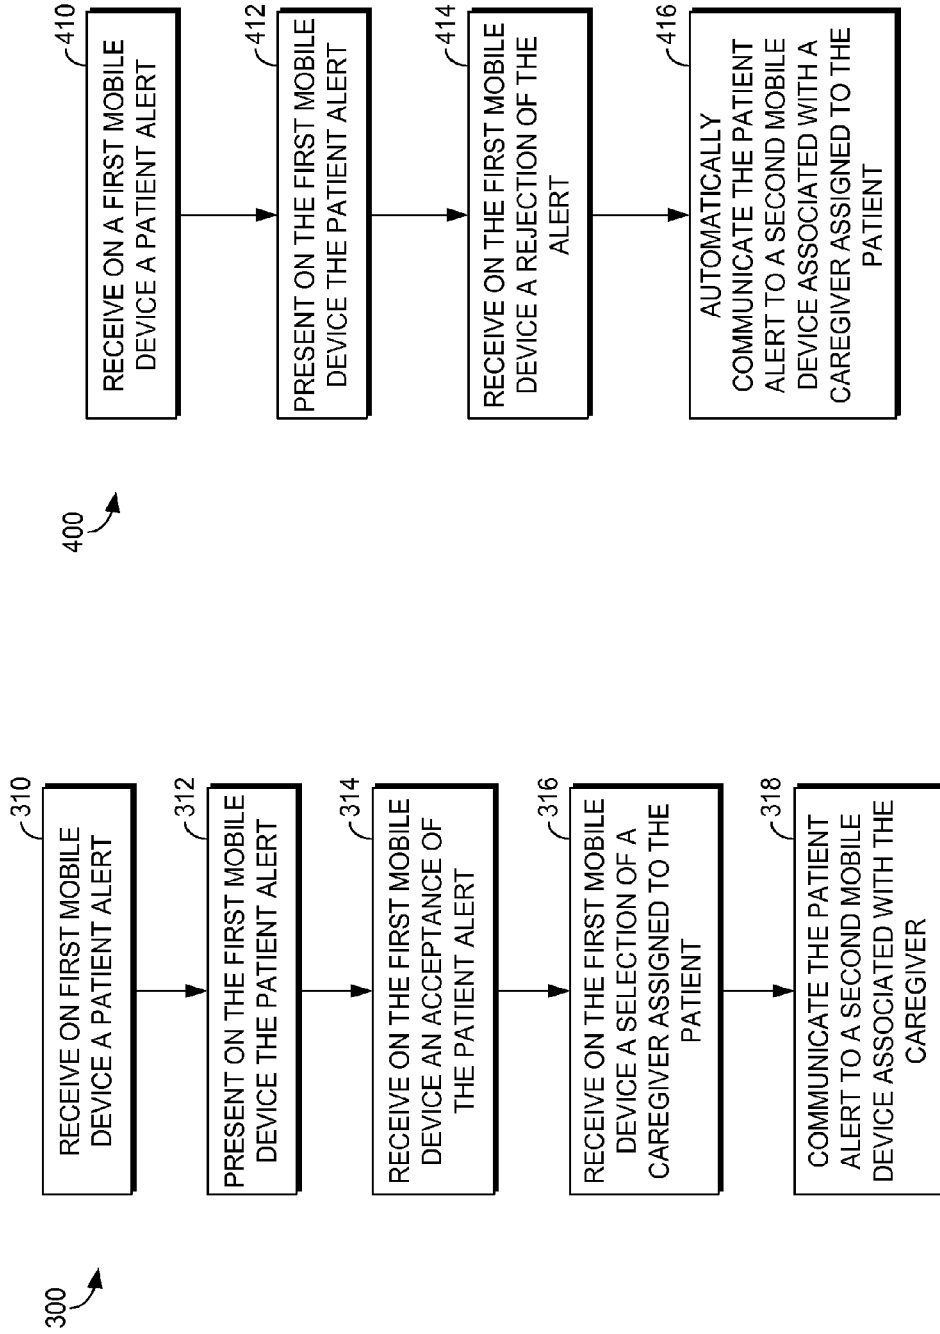 300
310
RECEIVE ON FIRST MOBILE
DEVICE A PATIENT ALERT
312
PRESENT ON THE FIRST MOBILE
DEVICE THE PATIENT ALERT
314
RECEIVE ON THE FIRST MOBILE
DEVICE AN ACCEPTANCE OF
THE PATIENT ALERT
316
RECEIVE ON THE FIRST MOBILE
DEVICE A SELECTION OF A
CAREGIVER ASSIGNED TO THE
PATIENT
318
COMMUNICATE THE PATIENT
ALERT TO A SECOND MOBILE
DEVICE ASSOCIATED WITH THE
CAREGIVER
400
410
RECEIVE ON A FIRST MOBILE
DEVICE A PATIENT ALERT
412
PRESENT ON THE FIRST MOBILE
DEVICE THE PATIENT ALERT
414
RECEIVE ON THE FIRST MOBILE
DEVICE A REJECTION OF THE
ALERT
416
AUTOMATICALLY
COMMUNICATE THE PATIENT
ALERT TO A SECOND MOBILE
DEVICE ASSOCIATED WITH A
CAREGIVER ASSIGNED TO THE
PATIENT